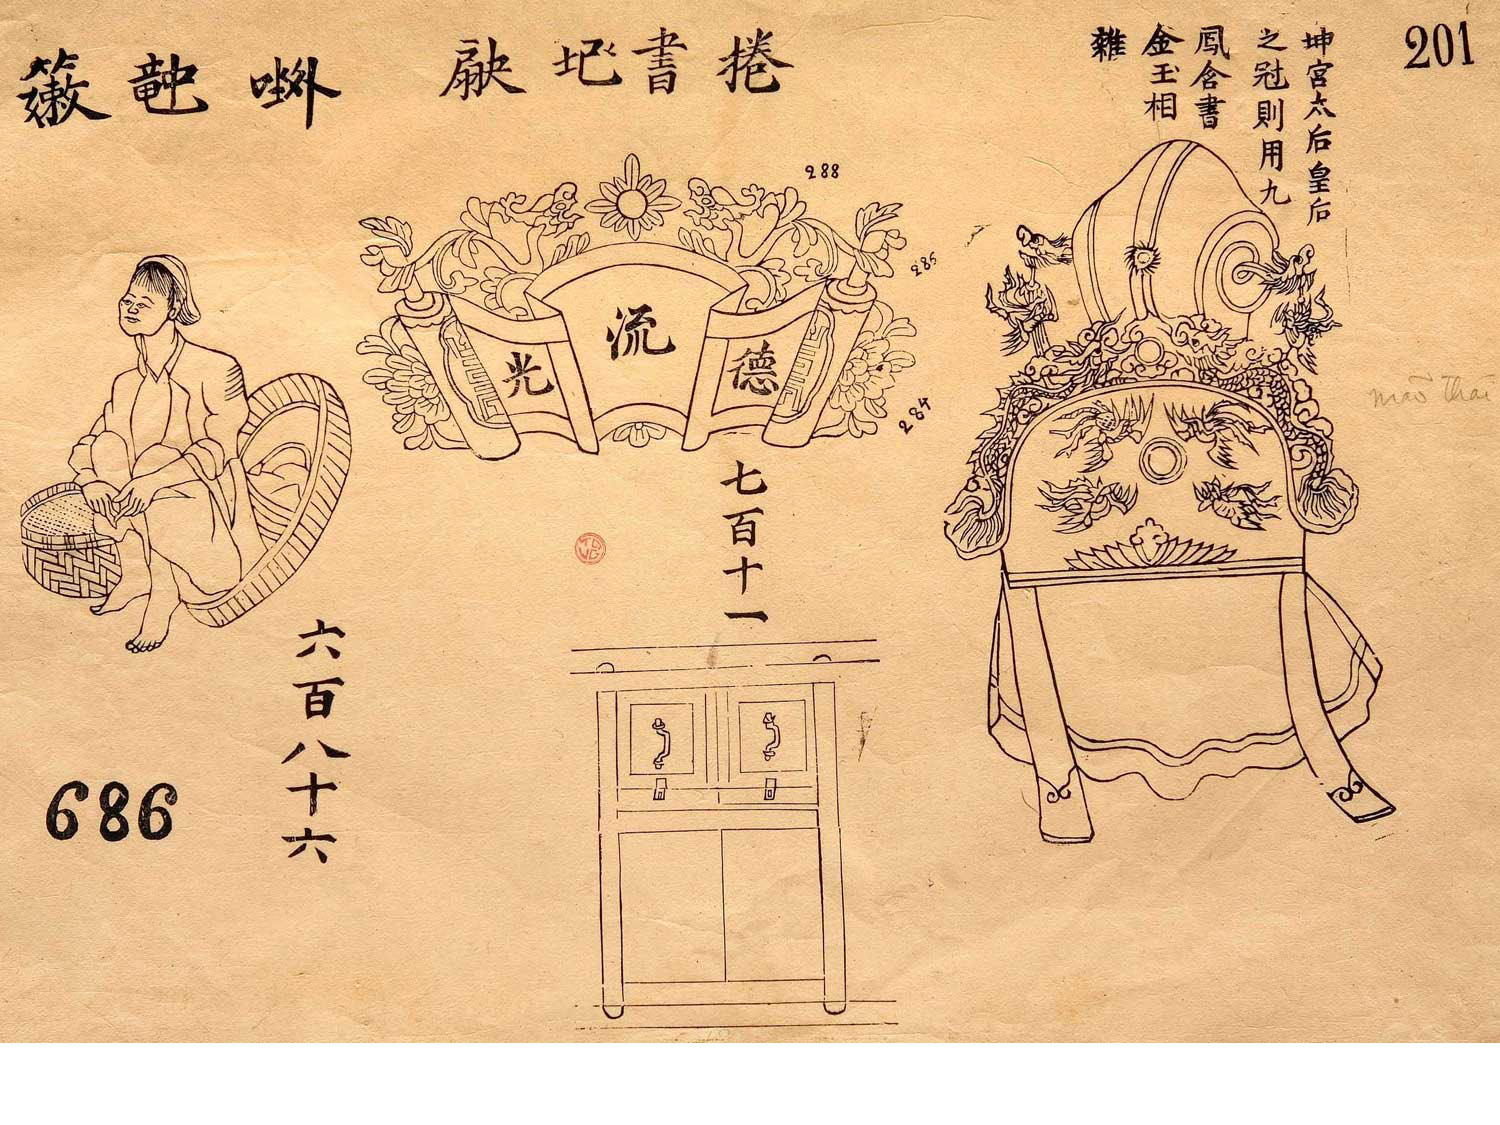 201
坤宮太后皇后
之冠則用九
鳳含書
金玉相
雜
捲書圯
德流光
288
286
284
七百十一
六百八十六
686
mão thái